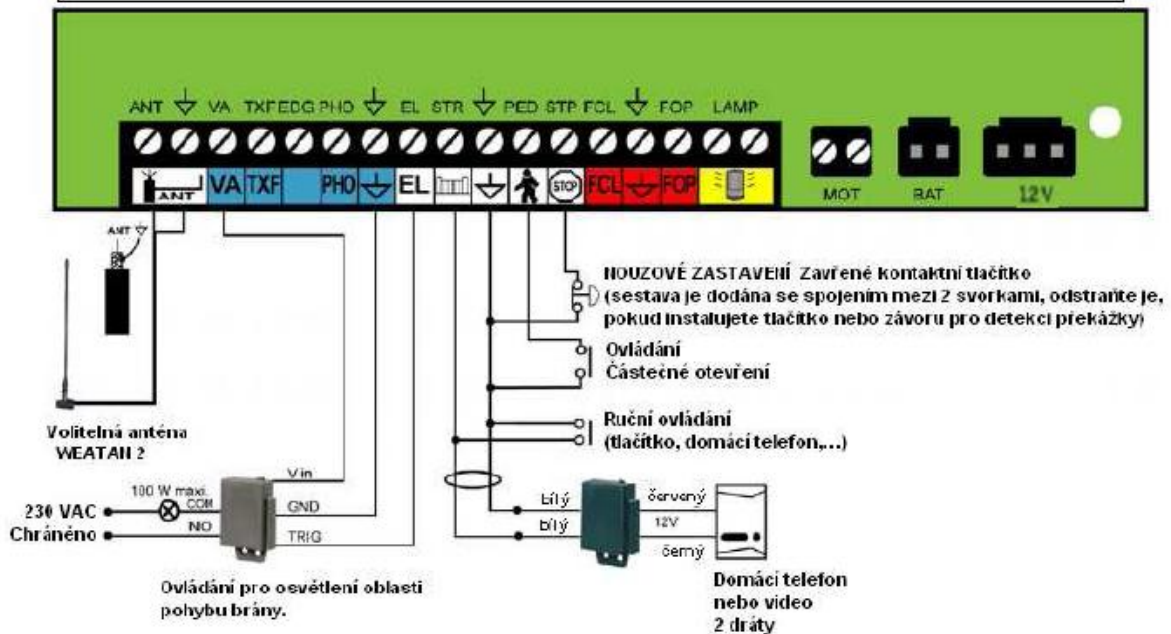 ANT VA TXF EDG PHO EL STR PED STP FCL FOP LAMP
ANT VA TXF PHO EL STOP FCL FOP
MOT BAT 12V
ANT
NOUZOVÉ ZASTAVENÍ Zavřené kontaktní tlačítko
(sestava je dodána se spojením mezi 2 svorkami, odstraňte je,
pokud instalujete tlačítko nebo závoru pro detekci překážky)
Ovládání
Částečné otevření
Ruční ovládání
(tlačítko, domácí telefon,...)
Volitelná anténa
WEATAN 2
Vin
100 W maxi.
COM
GND
230 VAC
NO
Chráněno
TRIG
bílý
červený
12V
bílý
černý
Ovládání pro osvětlení oblasti
pohybu brány.
Domácí telefon
nebo video
2 dráty